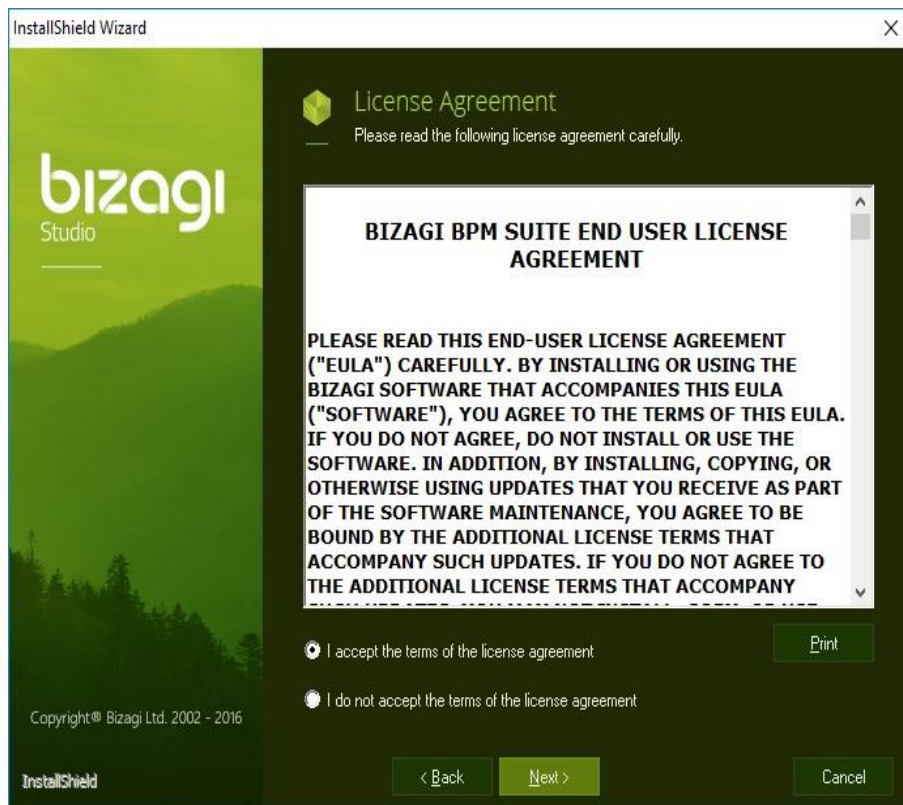 InstallShield Wizard
bizagi
Studio
License Agreement
Please read the following license agreement carefully.
BIZAGI BPM SUITE END USER LICENSE
AGREEMENT
PLEASE READ THIS END-USER LICENSE AGREEMENT
("EULA") CAREFULLY. BY INSTALLING OR USING THE
BIZAGI SOFTWARE THAT ACCOMPANIES THIS EULA
("SOFTWARE"), YOU AGREE TO THE TERMS OF THIS EULA.
IF YOU DO NOT AGREE, DO NOT INSTALL OR USE THE
SOFTWARE. IN ADDITION, BY INSTALLING, COPYING, OR
OTHERWISE USING UPDATES THAT YOU RECEIVE AS PART
OF THE SOFTWARE MAINTENANCE, YOU AGREE TO BE
BOUND BY THE ADDITIONAL LICENSE TERMS THAT
ACCOMPANY SUCH UPDATES. IF YOU DO NOT AGREE TO
THE ADDITIONAL LICENSE TERMS THAT ACCOMPANY
I accept the terms of the license agreement
Print
I do not accept the terms of the license agreement
Copyright® Bizagi Ltd. 2002 - 2016
InstallShield
< Back
Next >
Cancel